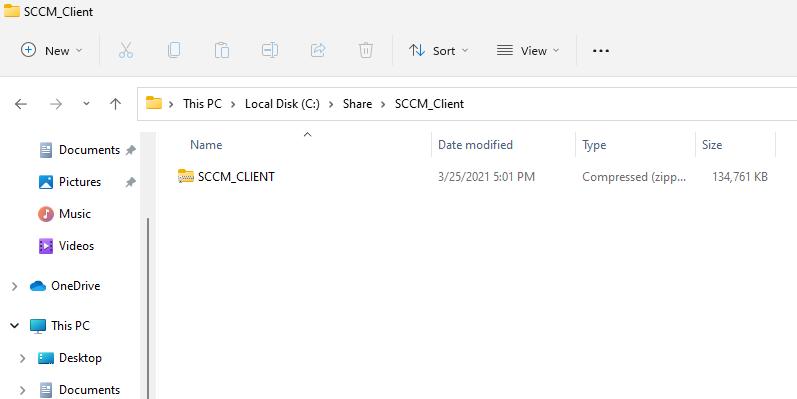 SCCM_Client
New Sort View
This PC Local Disk (C:) Share SCCM_Client
Name Date modified Type Size
SCCM_CLIENT 3/25/2021 5:01 PM Compressed (zipp... 134,761 KB
Documents
Pictures
Music
Videos
OneDrive
This PC
Desktop
Documents